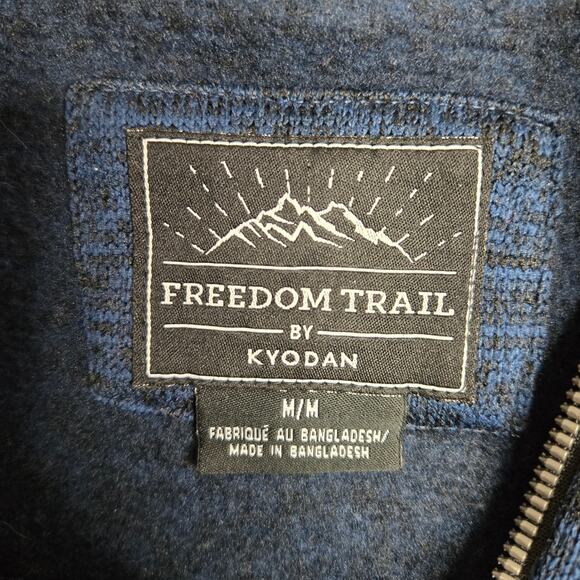 FREEDOM TRAIL
BY
KYODAN
M/M
FABRIQUÉ AU BANGLADESH/
MADE IN BANGLADESH